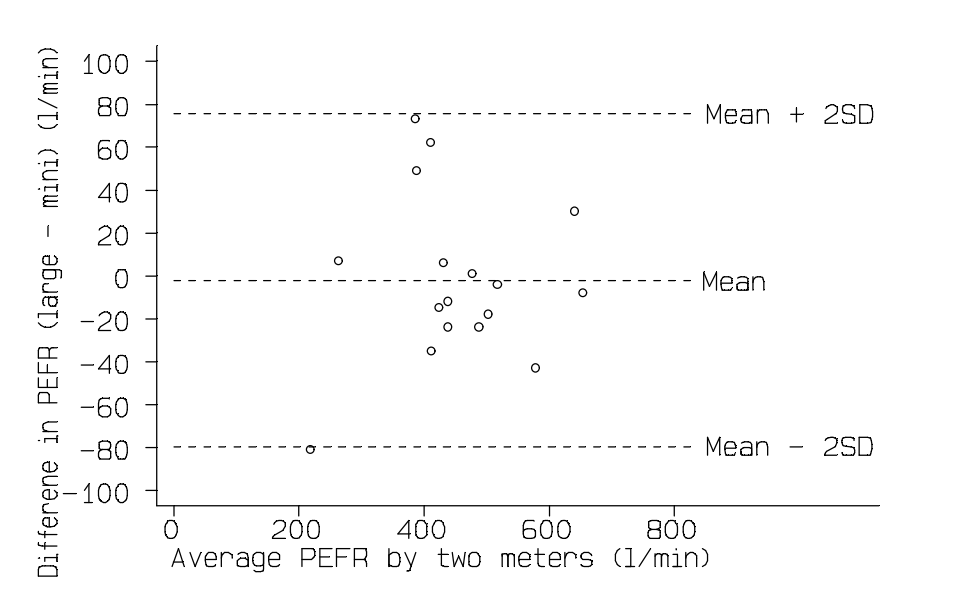 Differene in PEFR (large - mini) (l/min)
100
80
60
40
20
0
-20
-40
-60
-80
-100
Mean + 2SD
Mean
Mean - 2SD
0 200 400 600 800
Average PEFR by two meters (l/min)